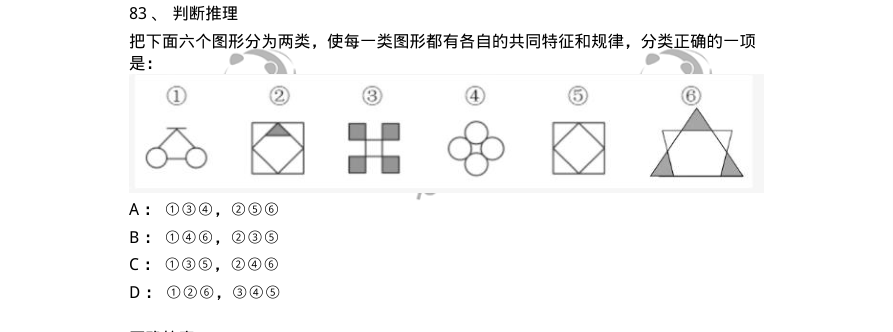 83 、 判断推理
把下面六个图形分为两类，使每一类图形都有各自的共同特征和规律，分类正确的一项
是：
① ② ③ ④ ⑤ ⑥
A： ①③④，②⑤⑥
B： ①④⑥，②③⑤
C： ①③⑤，②④⑥
D： ①②⑥，③④⑤